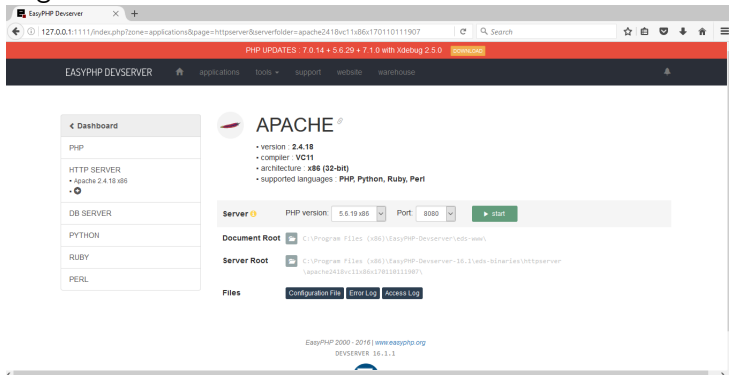 EasyPHP Devserver
127.0.0.1:1111/index.php?zone=applications&page=httpserver&serverfolder=apache2418vc11x86x170110111907
Search
PHP UPDATES : 7.0.14 + 5.6.29 + 7.1.0 with Xdebug 2.5.0 DOWNLOAD
EASYPHP DEVSERVER applications tools support website warehouse
Dashboard
PHP
HTTP SERVER
• Apache 2.4.18 x86
DB SERVER
PYTHON
RUBY
PERL
APACHE
• version : 2.4.18
• compiler : VC11
• architecture : x86 (32-bit)
• supported languages : PHP, Python, Ruby, Perl
Server PHP version: 5.6.19 x86 Port: 8080 start
Document Root C:\Program Files (x86)\EasyPHP-Devserver\eds-www\
Server Root C:\Program Files (x86)\EasyPHP-Devserver-16.1\eds-binaries\httpserver
\apache2418vc11x86x170110111907\
Files Configuration File Error Log Access Log
EasyPHP 2000 - 2016 | www.easyphp.org
DEVSERVER 16.1.1